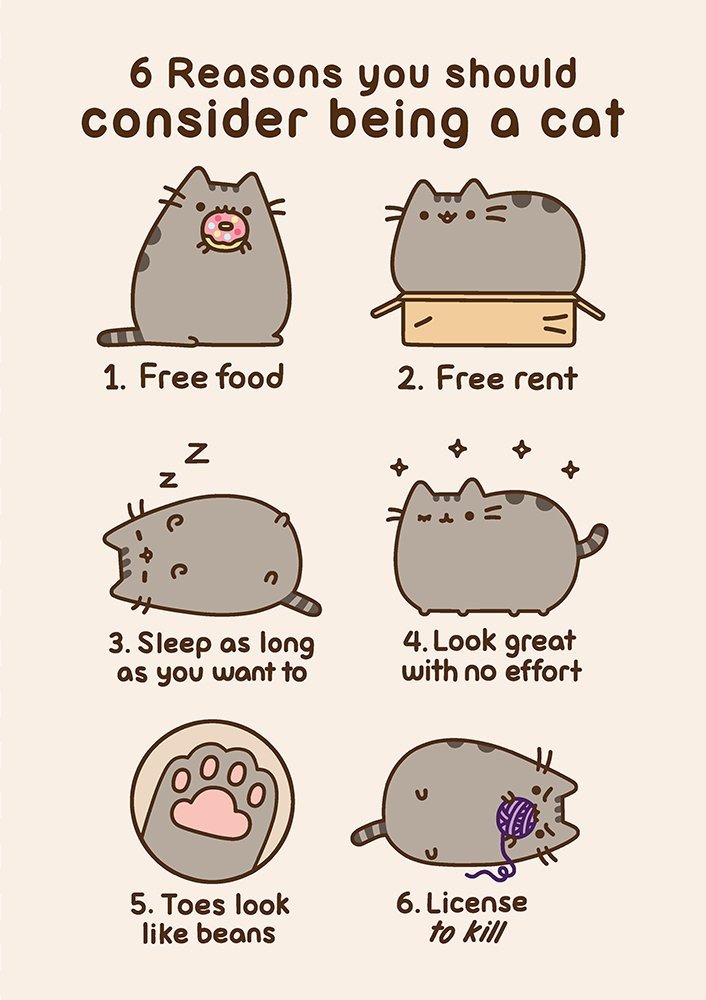 6 Reasons you should
consider being a cat
1. Free food
2. Free rent
Z
z
3. Sleep as long
as you want to
4. Look great
with no effort
5. Toes look
like beans
6. License
to kill